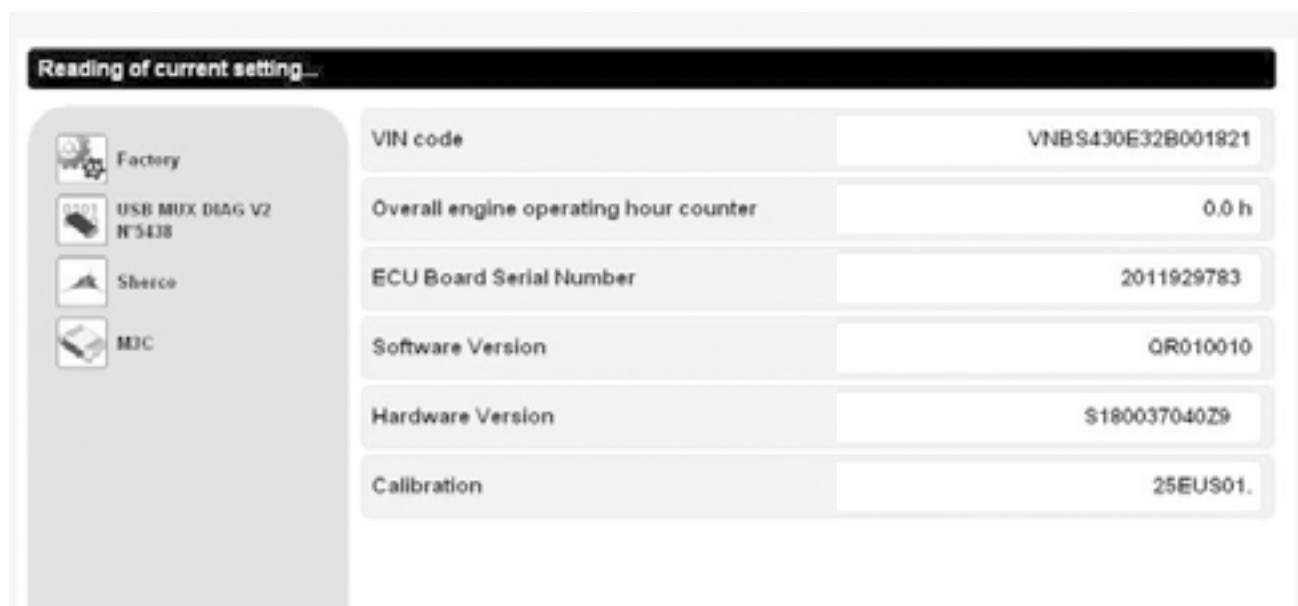 Reading of current setting...
Factory
USB MUX DIAG V2
N°5438
Sherco
M3C
VIN code
VNBS430E32B001821
Overall engine operating hour counter
0.0 h
ECU Board Serial Number
2011929783
Software Version
QR010010
Hardware Version
S180037040Z9
Calibration
25EUS01.